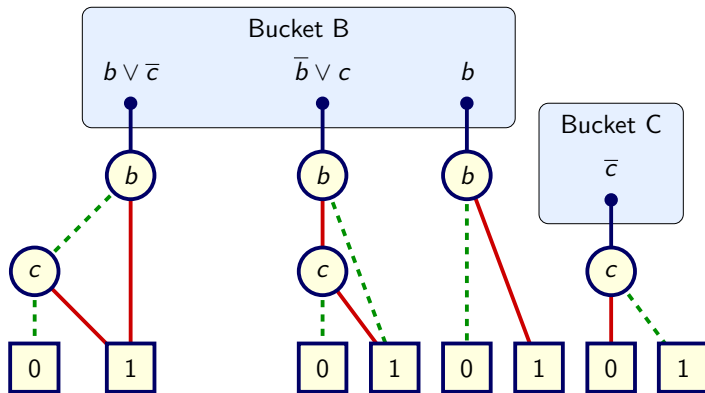 Bucket B
b ∨ c̅ b̅ ∨ c b
Bucket C
c̅
b b b
c c c
0 1 0 1 0 1 0 1